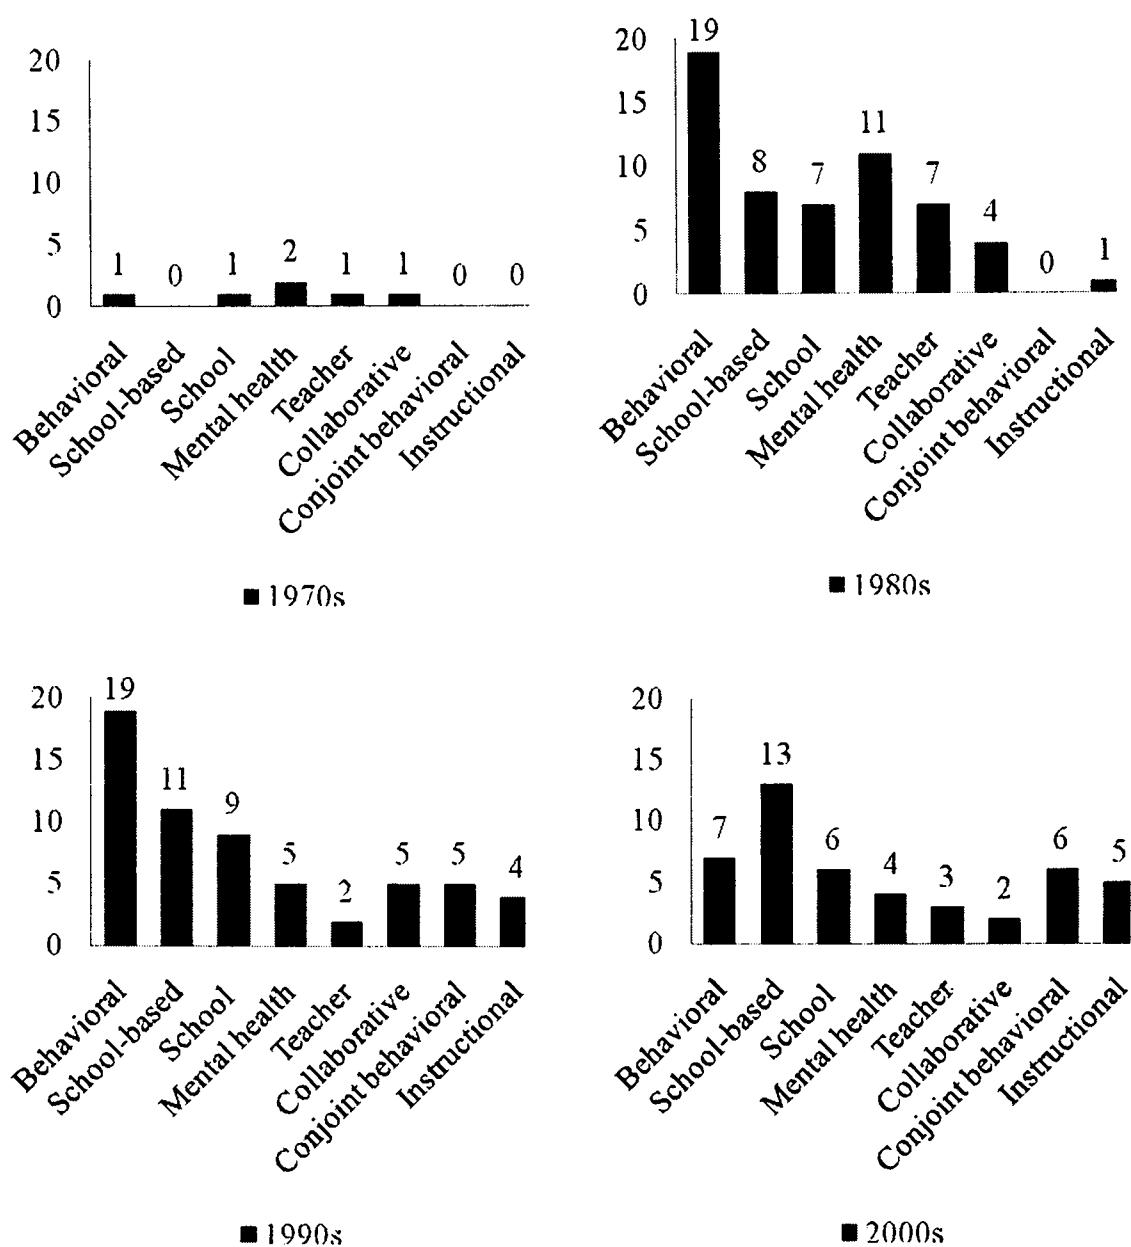 20
15
10
5
0
1
0
1
2
1
1
0
0
Behavioral
School-based
School
Mental health
Teacher
Collaborative
Conjoint behavioral
Instructional
1970s
20
15
10
5
0
19
8
7
11
7
4
0
1
Behavioral
School-based
School
Mental health
Teacher
Collaborative
Conjoint behavioral
Instructional
1980s
20
15
10
5
0
19
11
9
5
2
5
5
4
Behavioral
School-based
School
Mental health
Teacher
Collaborative
Conjoint behavioral
Instructional
1990s
20
15
10
5
0
7
13
6
4
3
2
6
5
Behavioral
School-based
School
Mental health
Teacher
Collaborative
Conjoint behavioral
Instructional
2000s